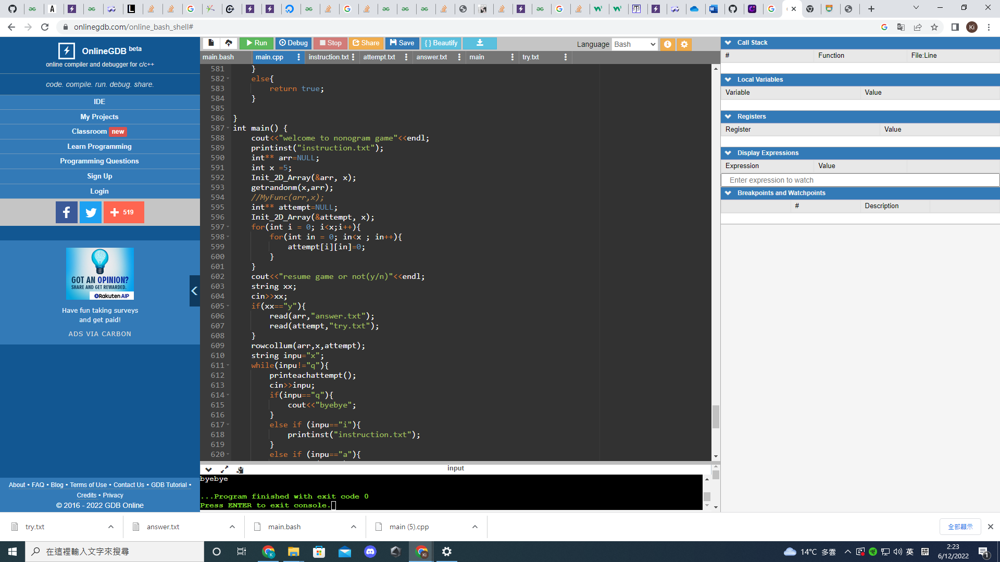 onlinegdb.com/online_bash_shell#
Ki
OnlineGDB beta
online compiler and debugger for c/c++
code. compile. run. debug. share.
IDE
My Projects
Classroom new
Learn Programming
Programming Questions
Sign Up
Login
519
GOT AN OPINION?
SHARE AND GET REWARDED.
Rakuten AIP
Have fun taking surveys
and get paid!
ADS VIA CARBON
About • FAQ • Blog • Terms of Use • Contact Us • GDB Tutorial •
Credits • Privacy
© 2016 - 2022 GDB Online
Run Debug Stop Share Save { } Beautify
Language Bash
main.bash main.cpp instruction.txt attempt.txt answer.txt main try.txt
581 }
582 else{
583 return true;
584 }
585
586 }
587 int main() {
588 cout<<"welcome to nonogram game"<<endl;
589 printinst("instruction.txt");
590 int** arr=NULL;
591 int x =5;
592 Init_2D_Array(&arr, x);
593 getrandonm(x,arr);
594 //MyFunc(arr,x);
595 int** attempt=NULL;
596 Init_2D_Array(&attempt, x);
597 for(int i = 0; i<x;i++){
598 for(int in = 0; in<x ; in++){
599 attempt[i][in]=0;
600 }
601 }
602 cout<<"resume game or not(y/n)"<<endl;
603 string xx;
604 cin>>xx;
605 if(xx=="y"){
606 read(arr,"answer.txt");
607 read(attempt,"try.txt");
608 }
609 rowcollum(arr,x,attempt);
610 string inpu="x";
611 while(inpu!="q"){
612 printeachattempt();
613 cin>>inpu;
614 if(inpu=="q"){
615 cout<<"byebye";
616 }
617 else if (inpu=="i"){
618 printinst("instruction.txt");
619 }
620 else if (inpu=="a"){
input
byebye
...Program finished with exit code 0
Press ENTER to exit console.
Call Stack
# Function File:Line
Local Variables
Variable Value
Registers
Register Value
Display Expressions
Expression Value
Enter expression to watch
Breakpoints and Watchpoints
# Description
try.txt answer.txt main.bash main (5).cpp 全部顯示
在這裡輸入文字來搜尋
14°C 多雲 英
2:23
6/12/2022
1